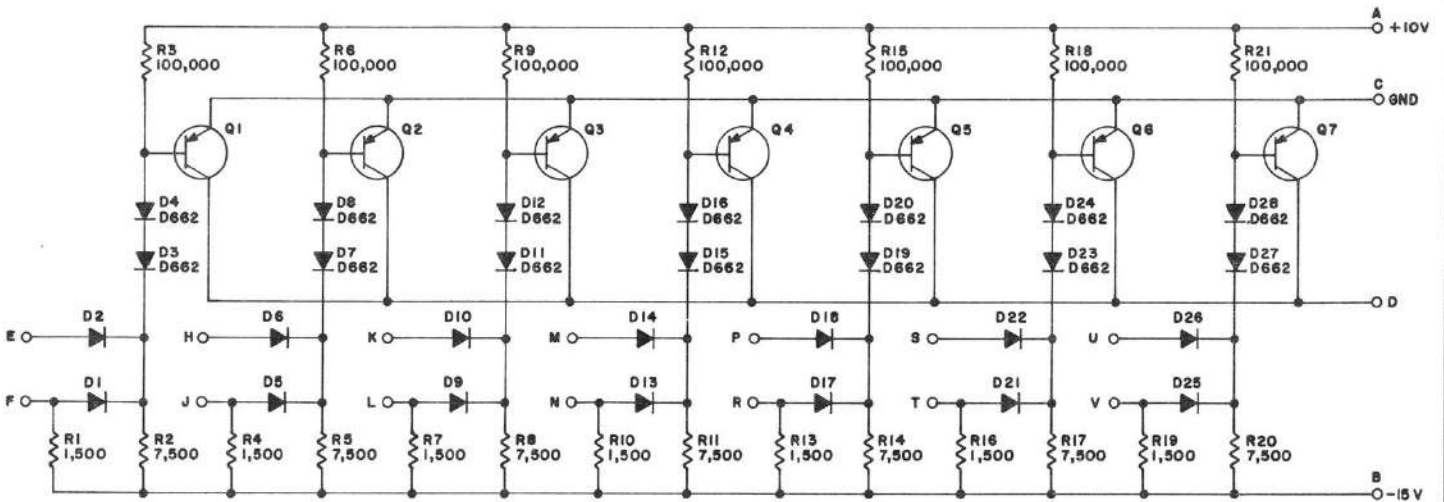 A
+10V
R3
100,000
R6
100,000
R9
100,000
R12
100,000
R15
100,000
R18
100,000
R21
100,000
C
GND
Q1
Q2
Q3
Q4
Q5
Q6
Q7
D4
D662
D8
D662
D12
D662
D16
D662
D20
D662
D24
D662
D28
D662
D3
D662
D7
D662
D11
D662
D15
D662
D19
D662
D23
D662
D27
D662
D
E
D2
H
D6
K
D10
M
D14
P
D18
S
D22
U
D26
F
D1
J
D5
L
D9
N
D13
R
D17
T
D21
V
D25
R1
1,500
R2
7,500
R4
1,500
R5
7,500
R7
1,500
R8
7,500
R10
1,500
R11
7,500
R13
1,500
R14
7,500
R16
1,500
R17
7,500
R19
1,500
R20
7,500
B
-15V